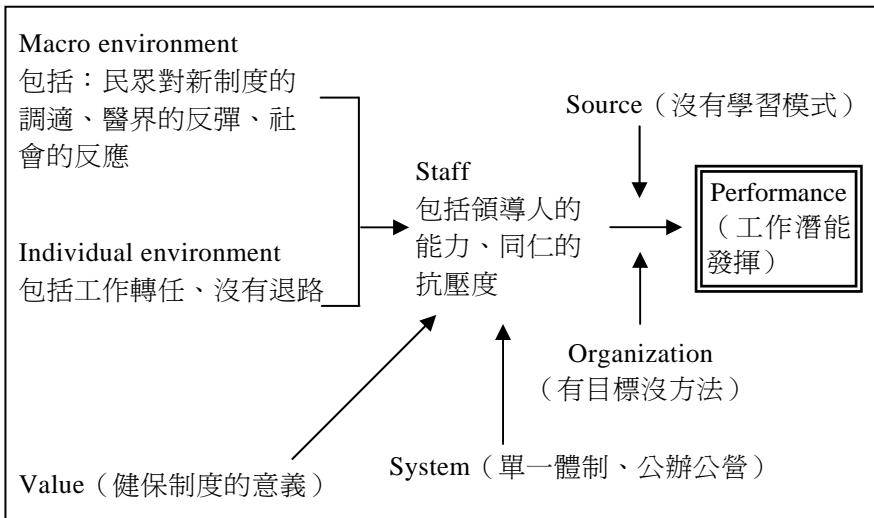 Macro environment
包括：民眾對新制度的
調適、醫界的反彈、社
會的反應
Individual environment
包括工作轉任、沒有退路
Staff
包括領導人的
能力、同仁的
抗壓度
Source（沒有學習模式）
Performance
（工作潛能
發揮）
Organization
（有目標沒方法）
System（單一體制、公辦公營）
Value（健保制度的意義）